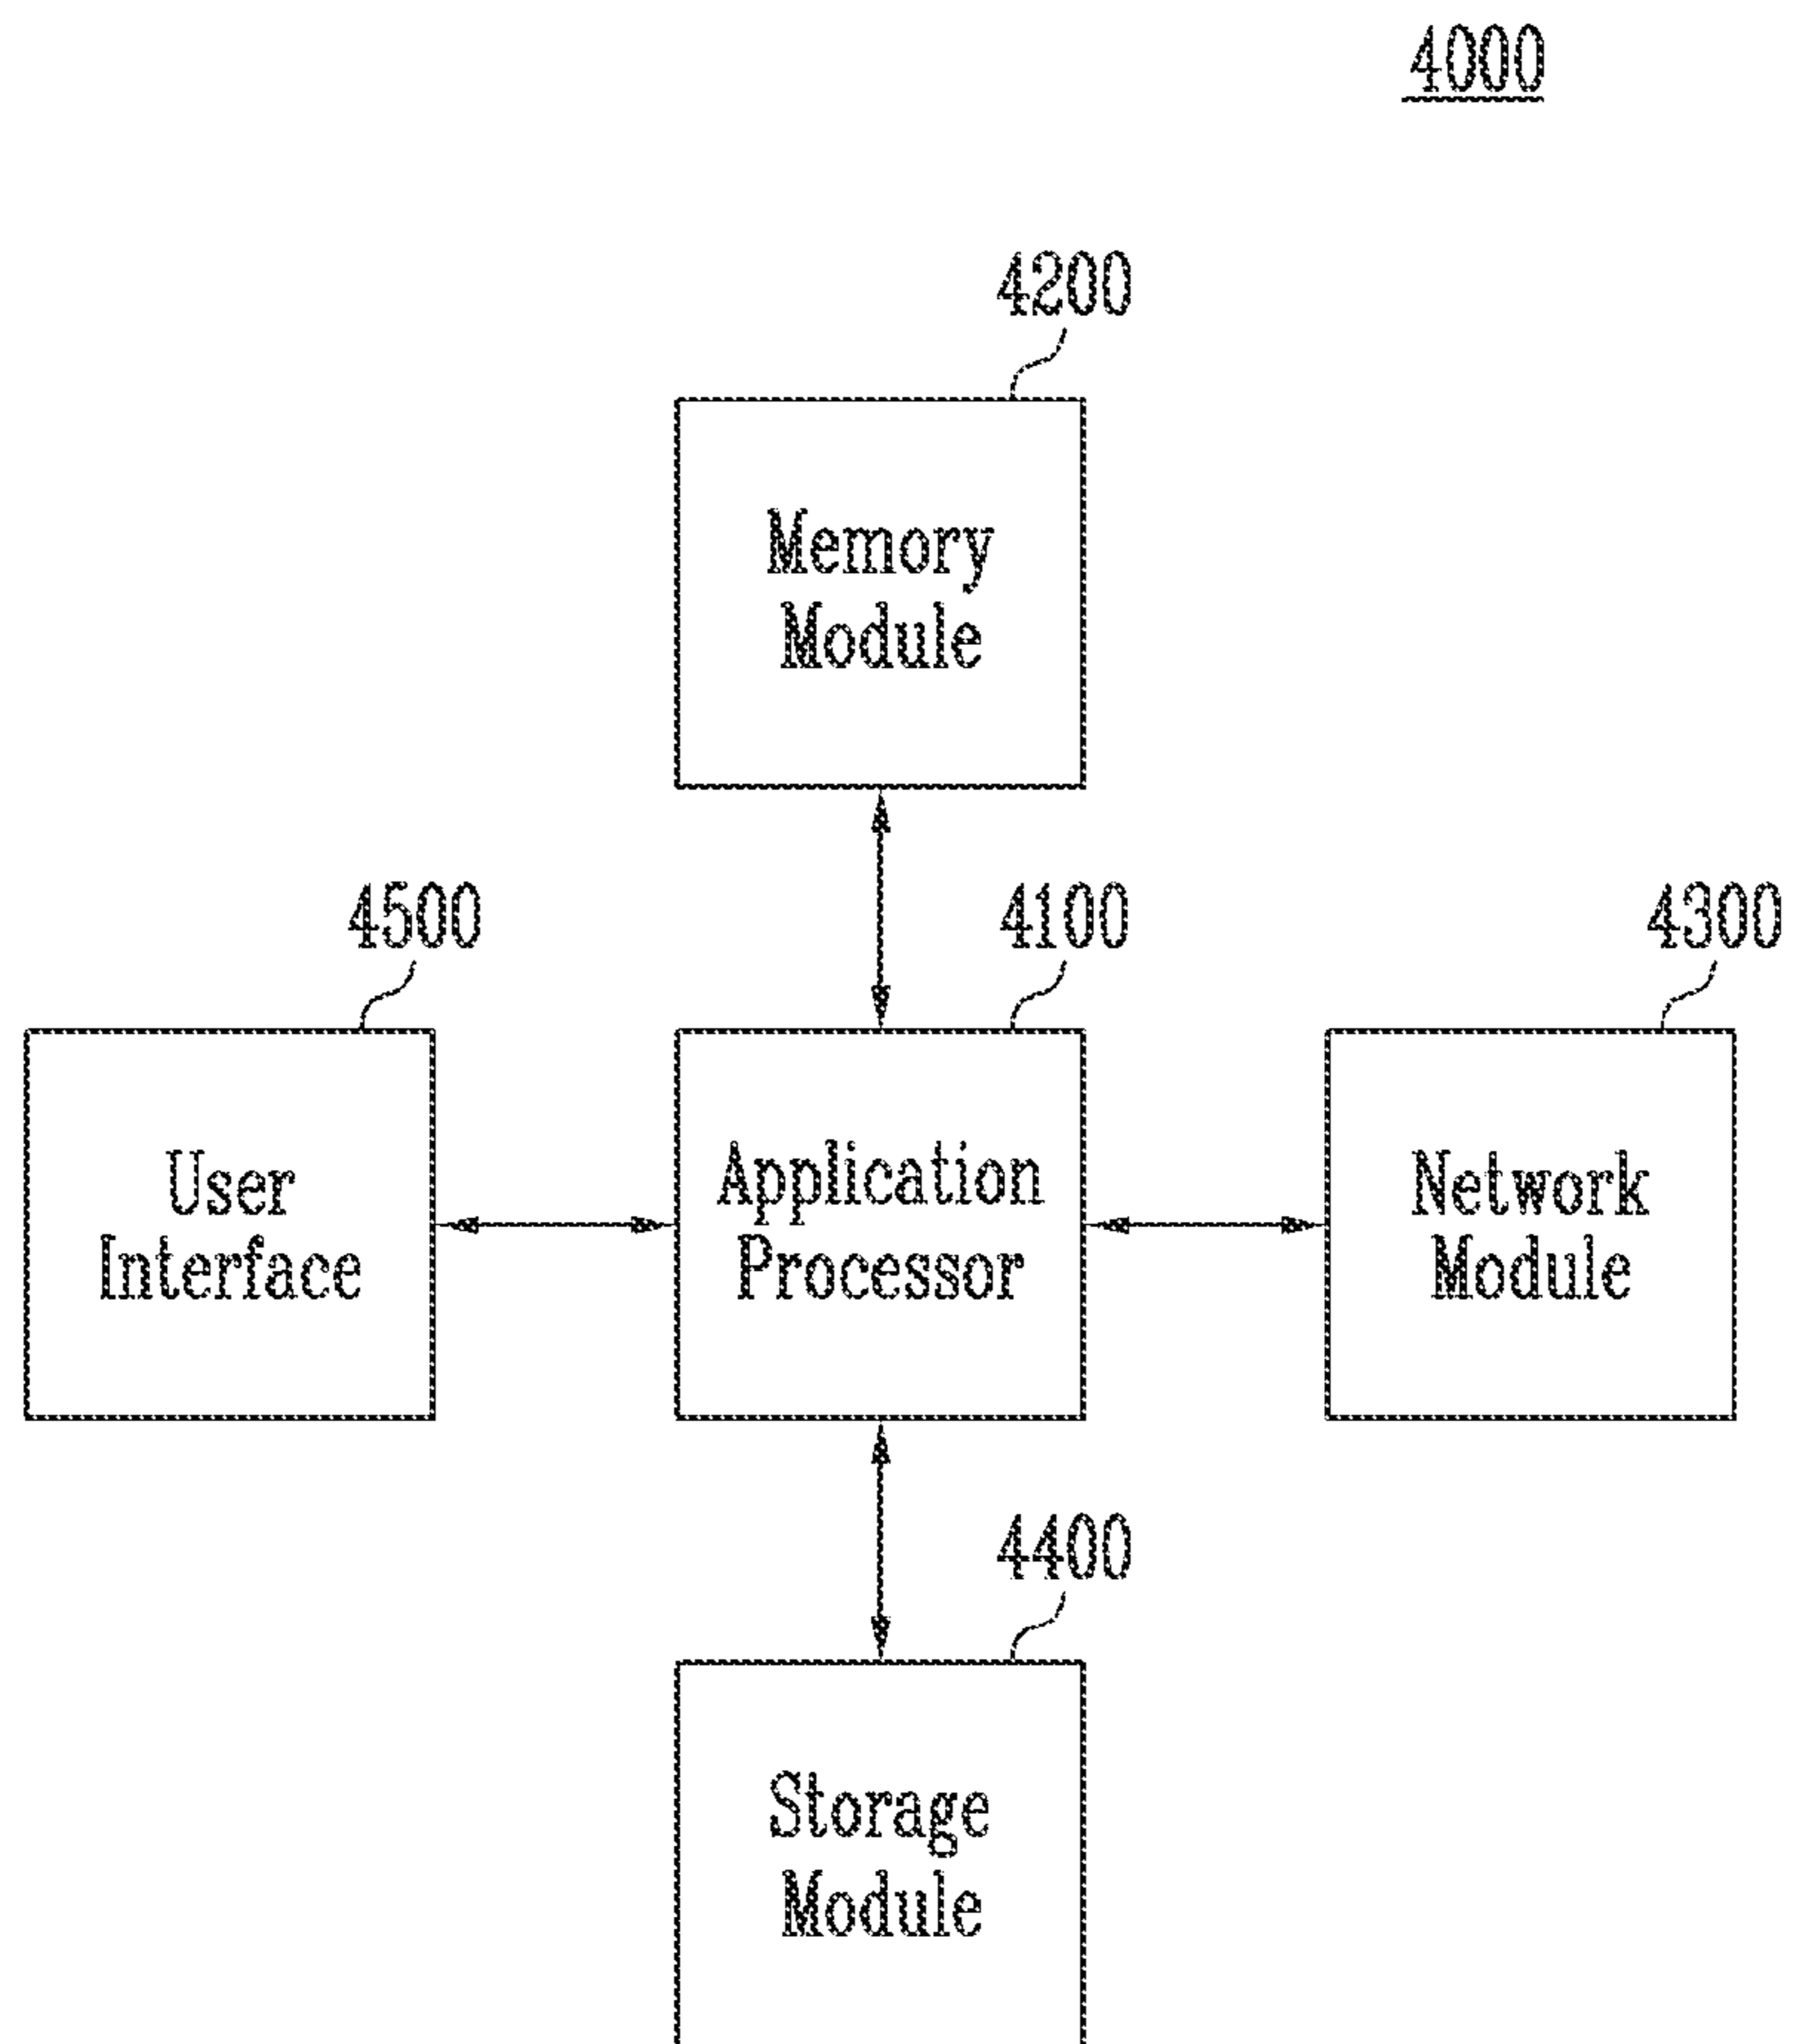 4000
4200
Memory
Module
4500
4100
4300
User
Interface
Application
Processor
Network
Module
4400
Storage
Module